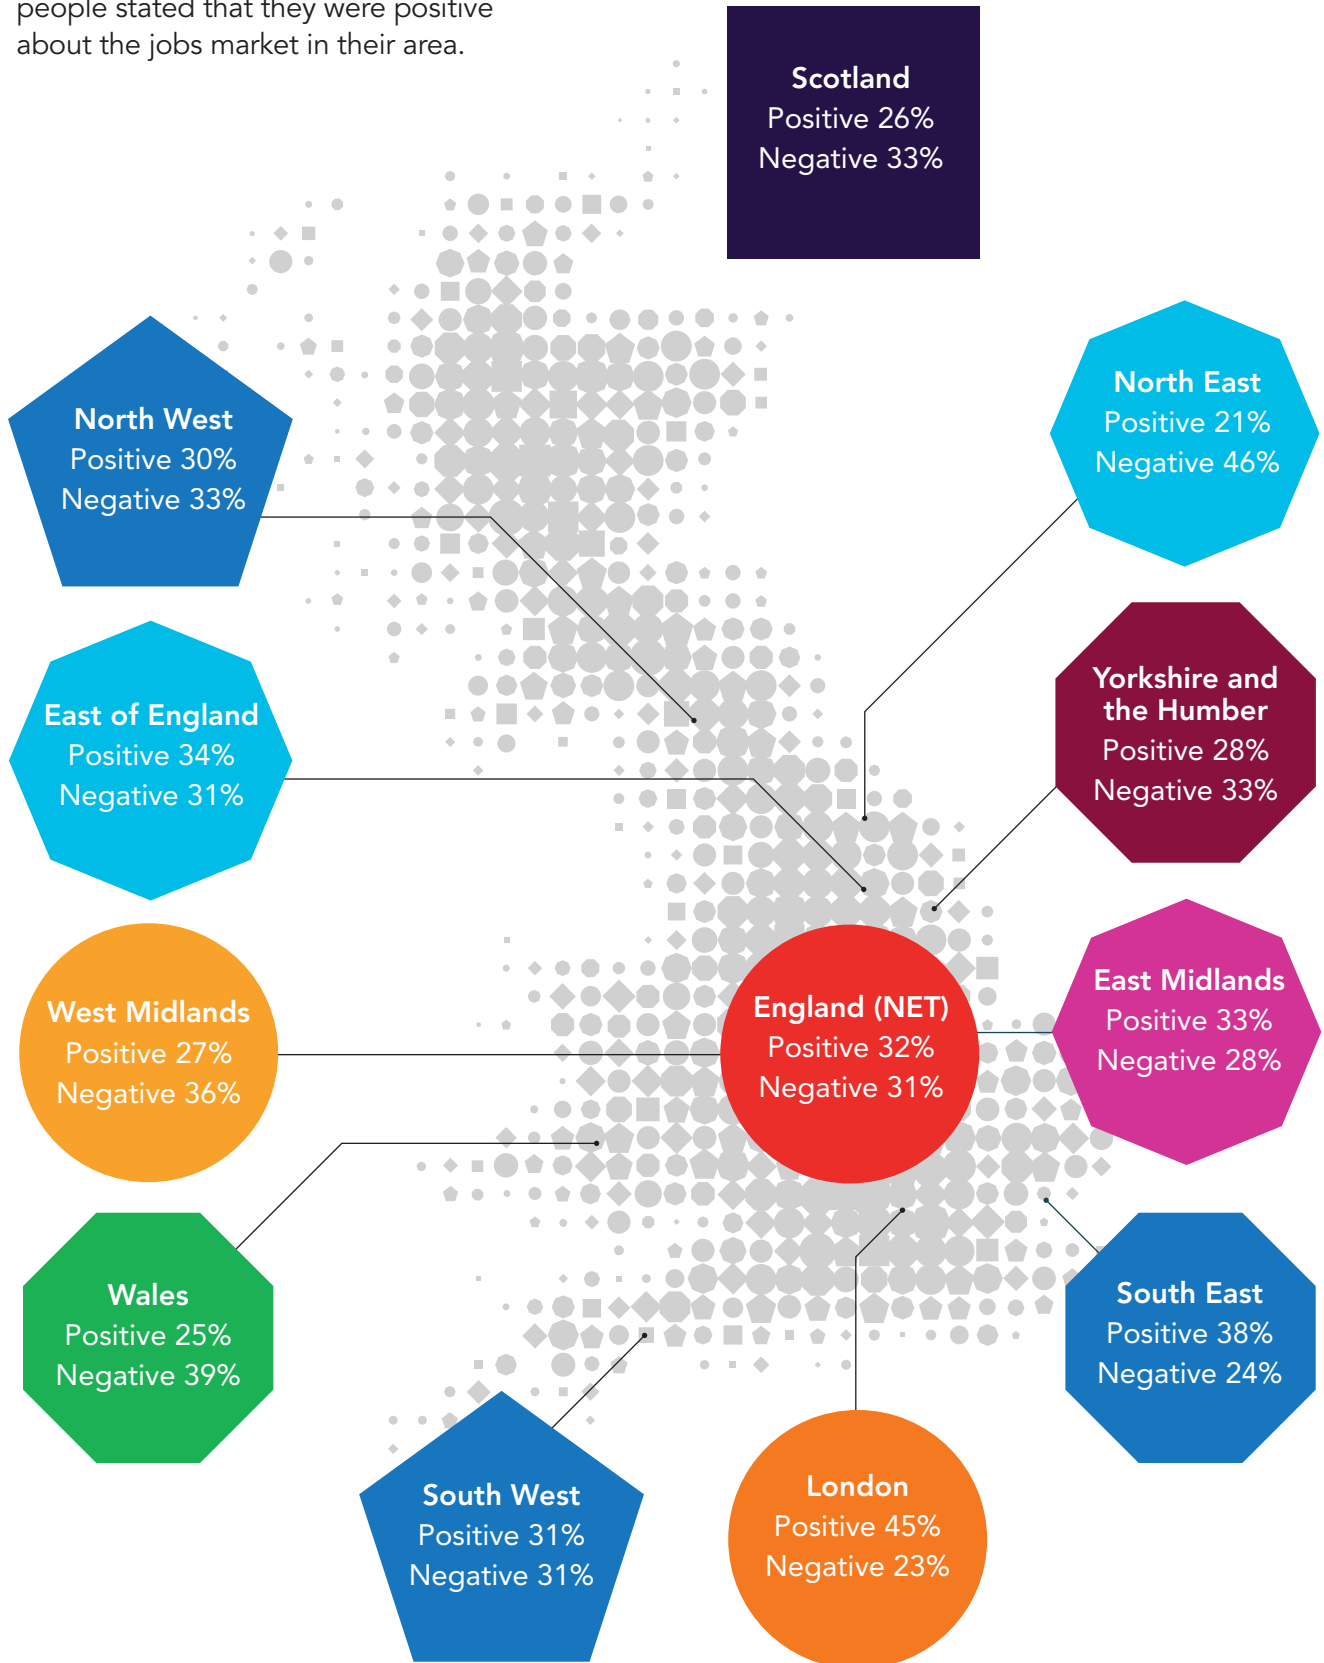 people stated that they were positive
about the jobs market in their area.
Scotland
Positive 26%
Negative 33%
North West
Positive 30%
Negative 33%
North East
Positive 21%
Negative 46%
East of England
Positive 34%
Negative 31%
Yorkshire and
the Humber
Positive 28%
Negative 33%
West Midlands
Positive 27%
Negative 36%
England (NET)
Positive 32%
Negative 31%
East Midlands
Positive 33%
Negative 28%
Wales
Positive 25%
Negative 39%
South East
Positive 38%
Negative 24%
South West
Positive 31%
Negative 31%
London
Positive 45%
Negative 23%